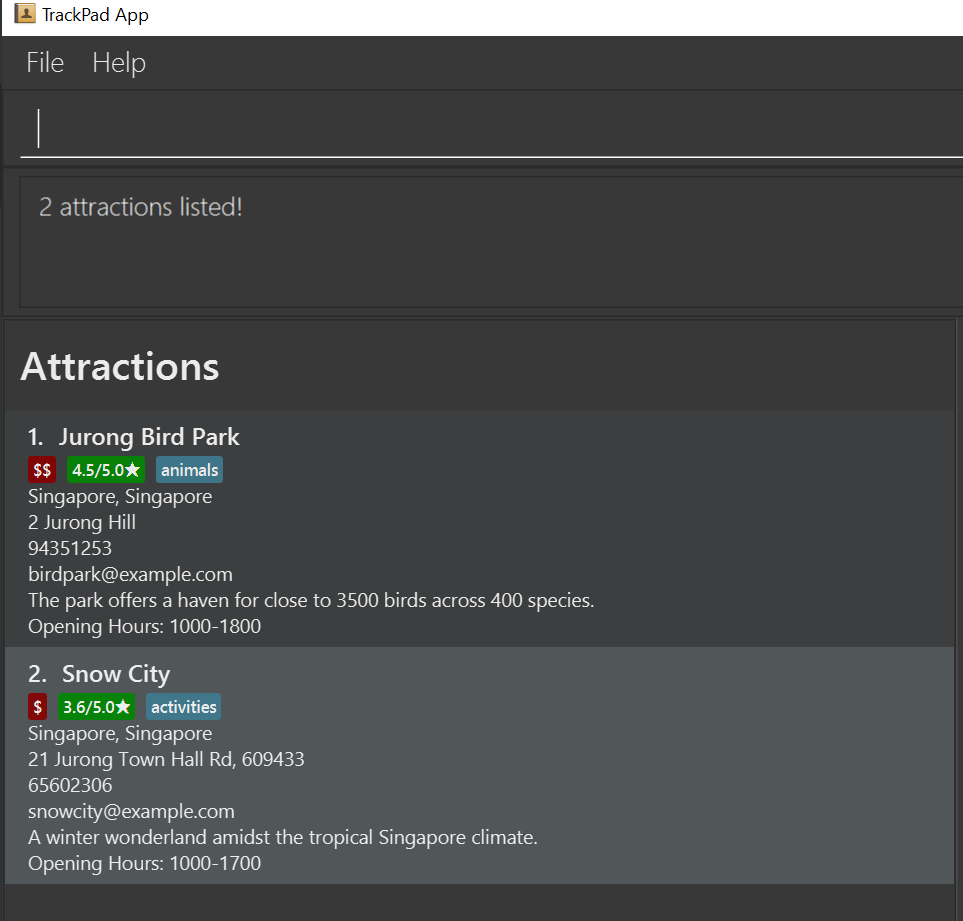 TrackPad App
File Help
2 attractions listed!
Attractions
1. Jurong Bird Park
$$ 4.5/5.0★ animals
Singapore, Singapore
2 Jurong Hill
94351253
birdpark@example.com
The park offers a haven for close to 3500 birds across 400 species.
Opening Hours: 1000-1800
2. Snow City
$ 3.6/5.0★ activities
Singapore, Singapore
21 Jurong Town Hall Rd, 609433
65602306
snowcity@example.com
A winter wonderland amidst the tropical Singapore climate.
Opening Hours: 1000-1700